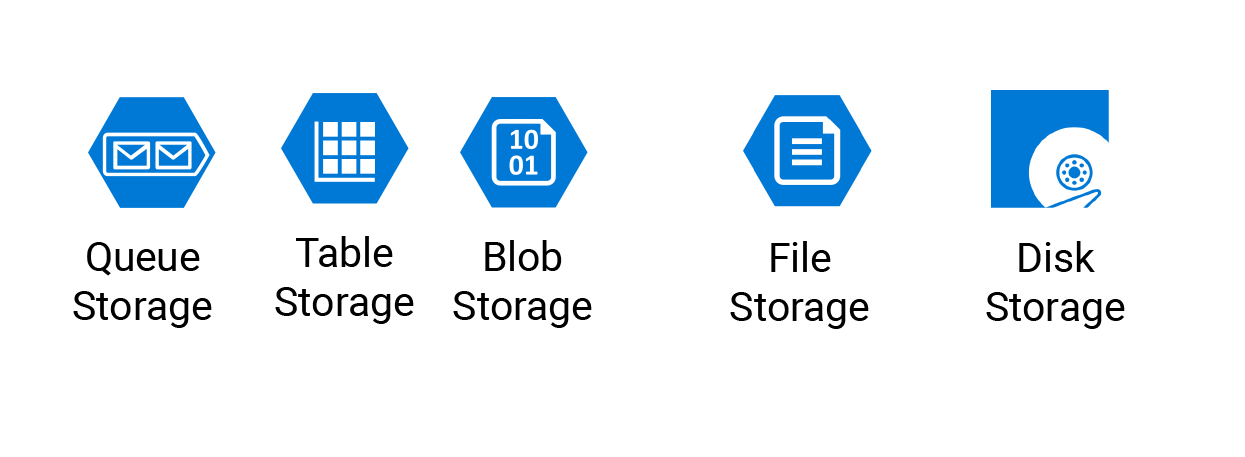 10
01
Queue
Storage
Table
Storage
Blob
Storage
File
Storage
Disk
Storage